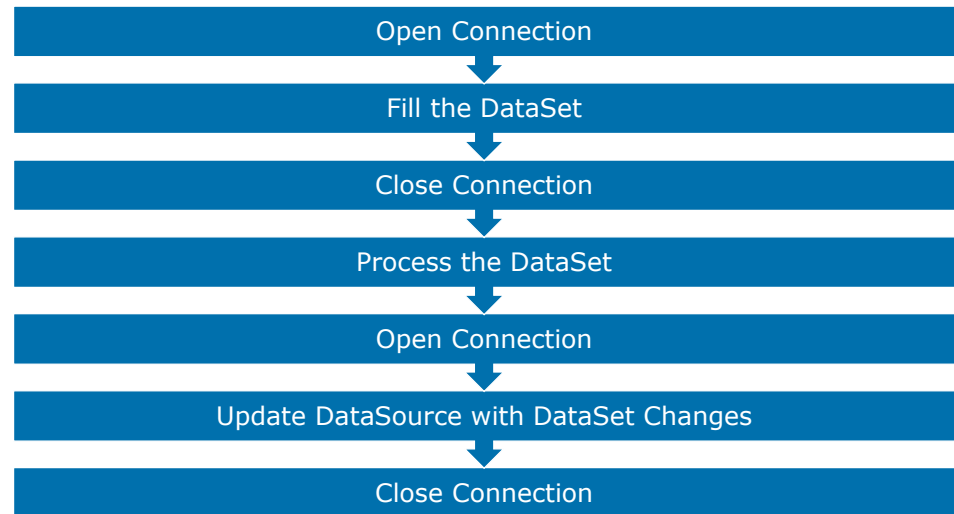 Open Connection
Fill the DataSet
Close Connection
Process the DataSet
Open Connection
Update DataSource with DataSet Changes
Close Connection